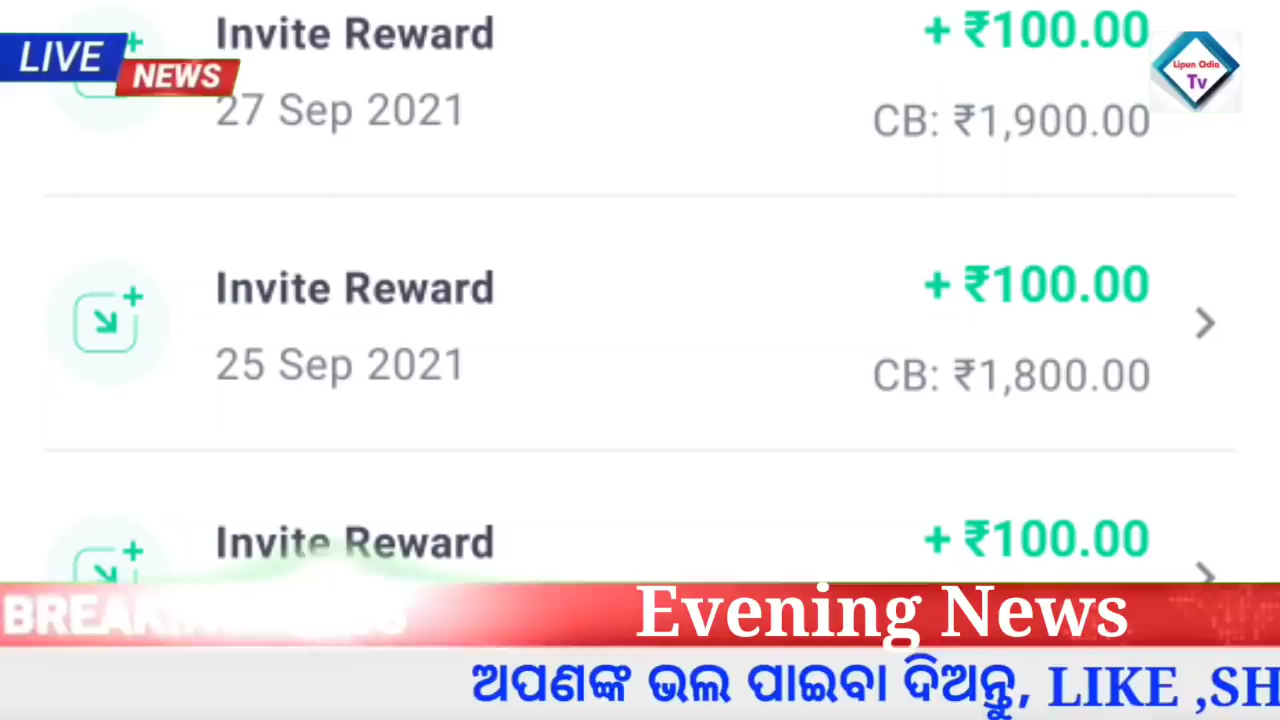 Invite Reward
+ ₹100.00
LIVE
NEWS
Lipun Odia
Tv
27 Sep 2021
CB: ₹1,900.00
Invite Reward
+ ₹100.00
25 Sep 2021
CB: ₹1,800.00
Invite Reward
+ ₹100.00
Evening News
ଅପଣଙ୍କ ଭଲ ପାଇବା ଦିଅନ୍ତୁ, LIKE ,SH